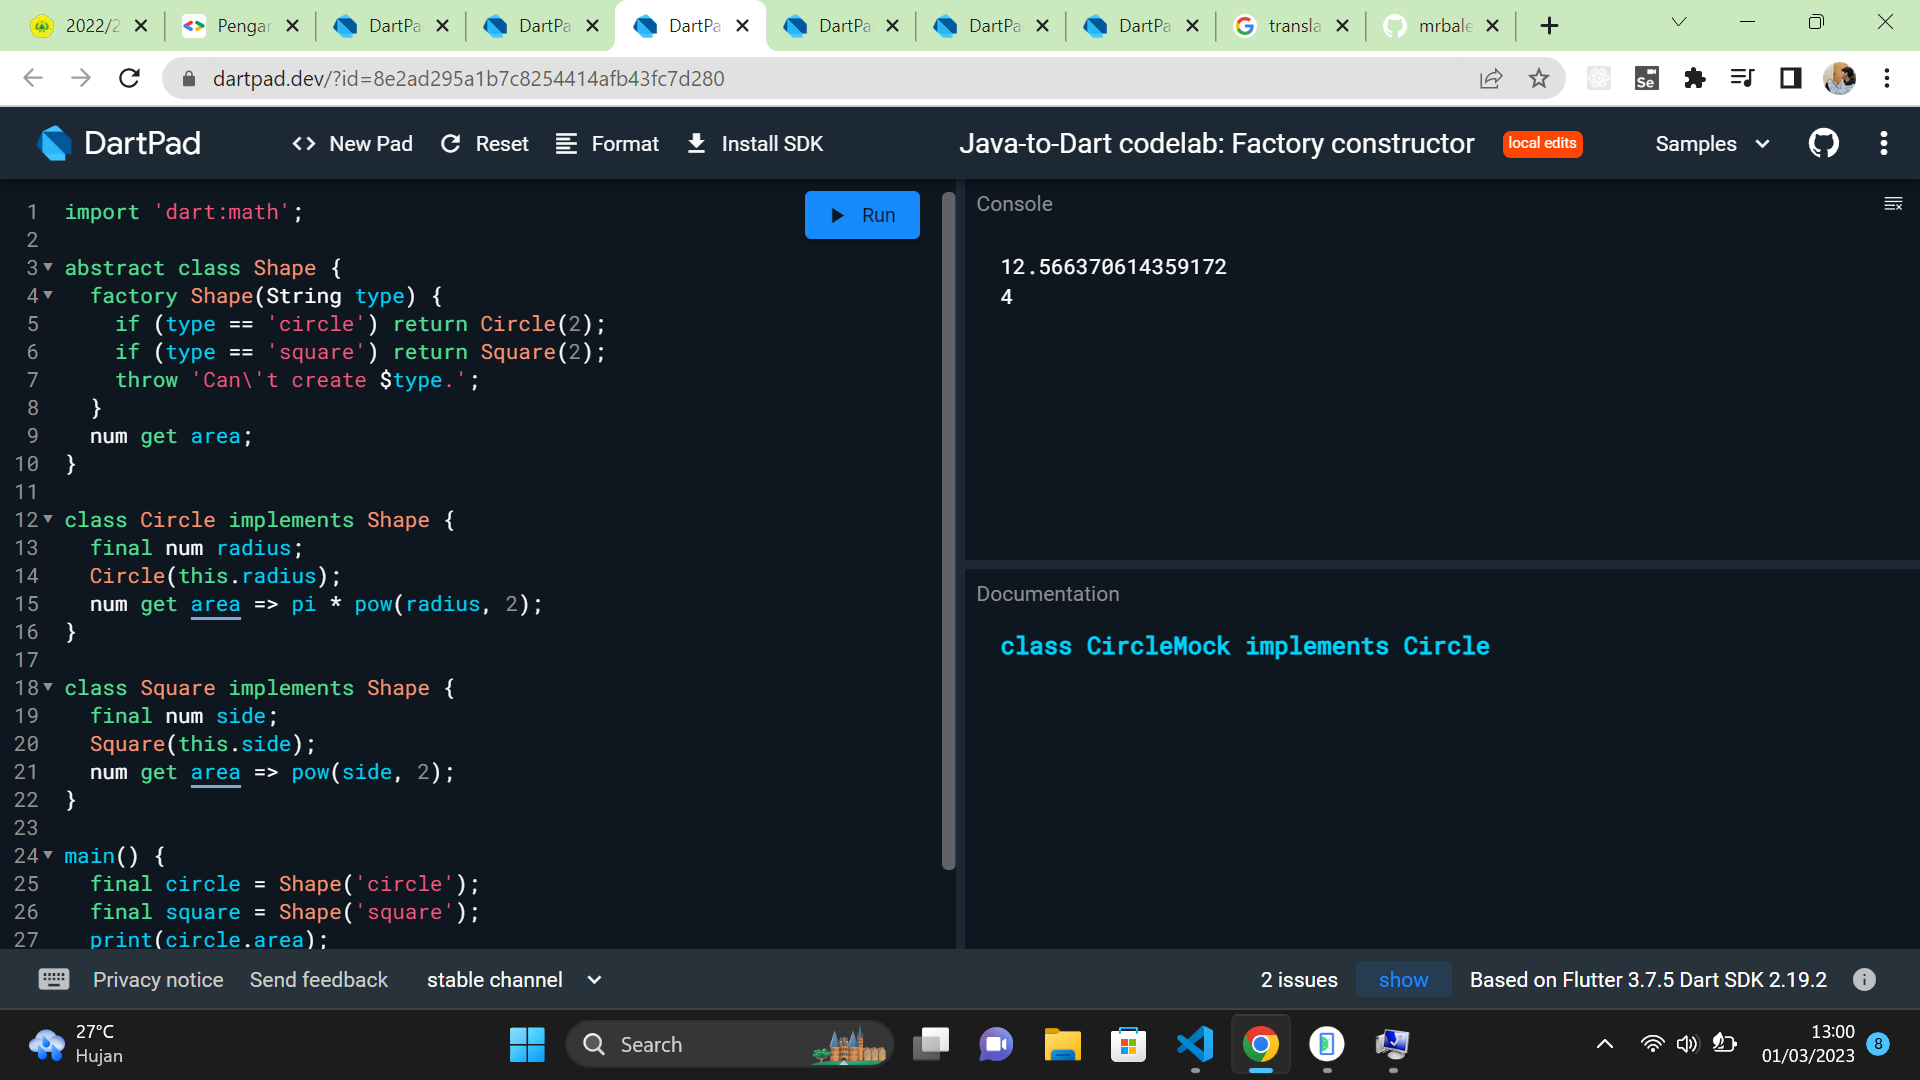 2022/2
Pengar
DartPa
DartPa
DartPa
DartPa
DartPa
DartPa
transla
mrbale
dartpad.dev/?id=8e2ad295a1b7c8254414afb43fc7d280
Se
DartPad
<> New Pad
Reset
Format
Install SDK
Java-to-Dart codelab: Factory constructor
local edits
Samples
1 import 'dart:math';
2
3 abstract class Shape {
4 factory Shape(String type) {
5 if (type == 'circle') return Circle(2);
6 if (type == 'square') return Square(2);
7 throw 'Can\'t create $type.';
8 }
9 num get area;
10 }
11
12 class Circle implements Shape {
13 final num radius;
14 Circle(this.radius);
15 num get area => pi * pow(radius, 2);
16 }
17
18 class Square implements Shape {
19 final num side;
20 Square(this.side);
21 num get area => pow(side, 2);
22 }
23
24 main() {
25 final circle = Shape('circle');
26 final square = Shape('square');
27 print(circle.area);
Run
Console
12.566370614359172
4
Documentation
class CircleMock implements Circle
Privacy notice
Send feedback
stable channel
2 issues
show
Based on Flutter 3.7.5 Dart SDK 2.19.2
27°C
Hujan
Search
13:00
01/03/2023
8